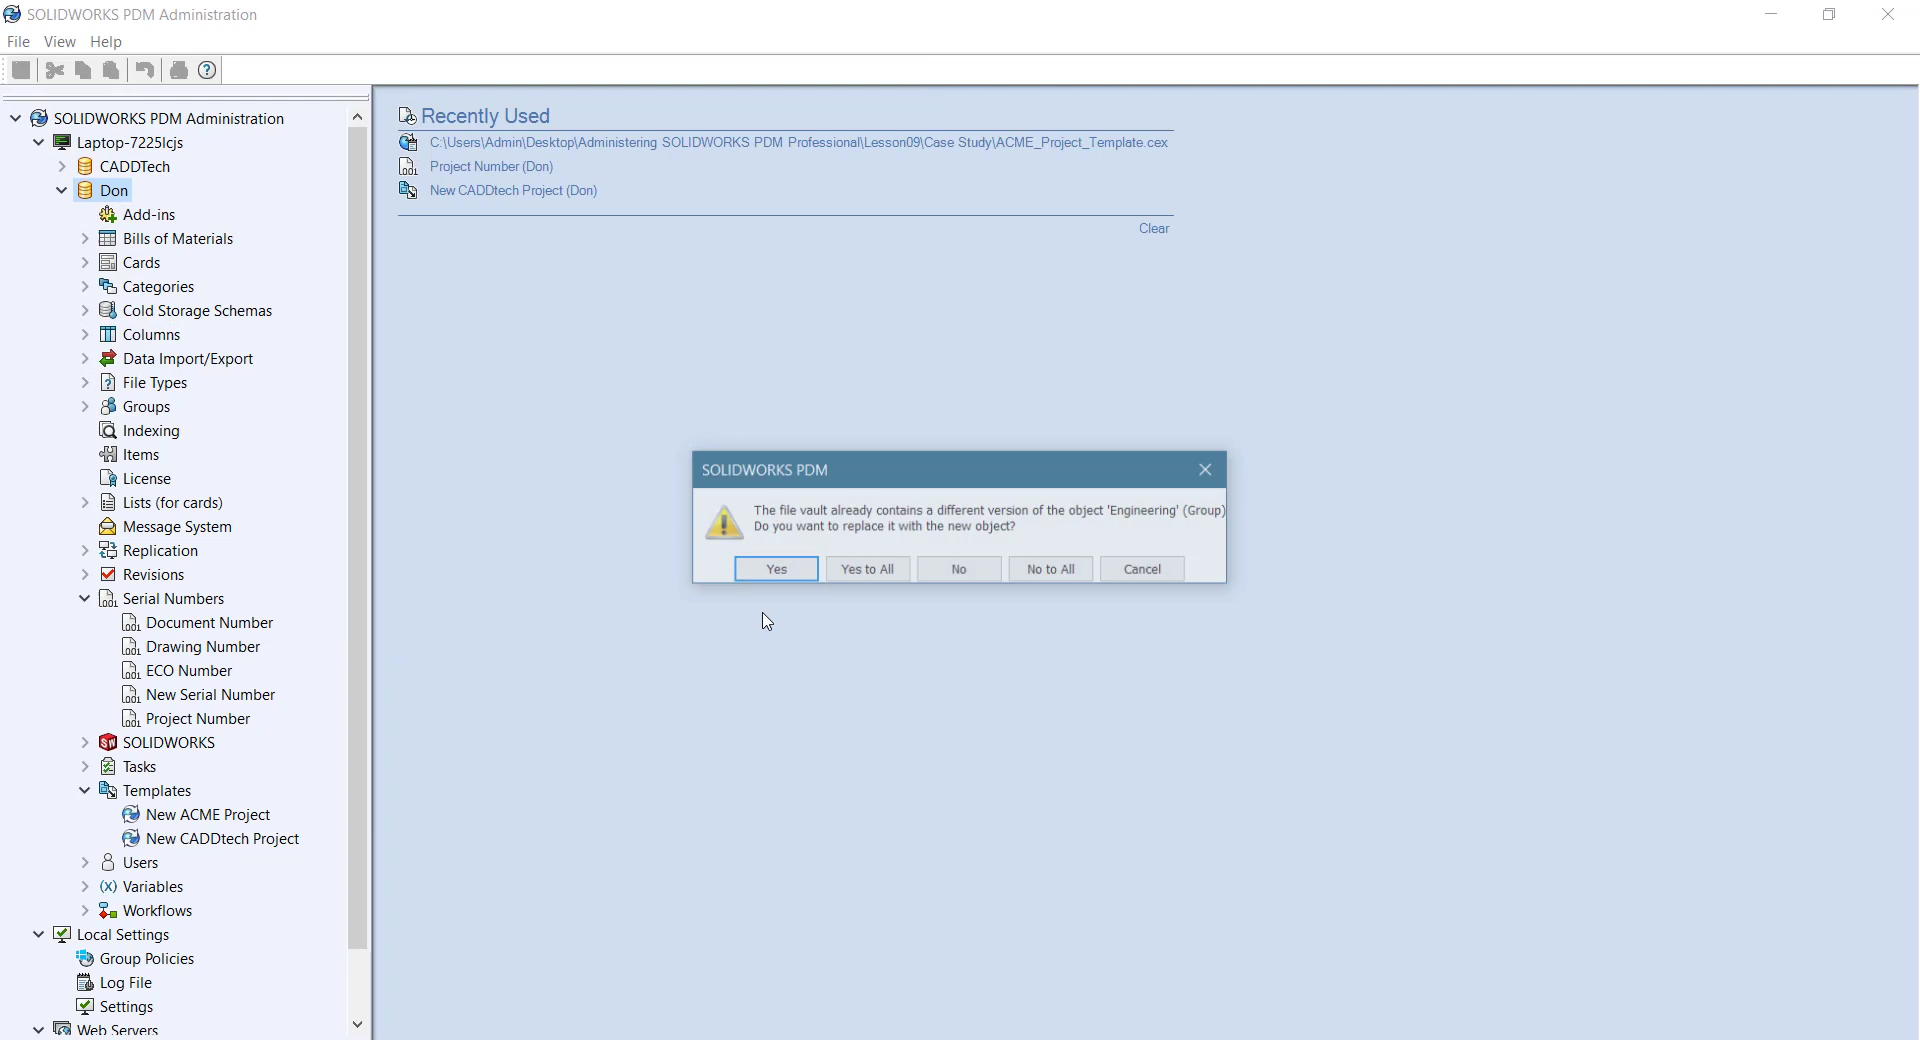 SOLIDWORKS PDM Administration
File View Help
SOLIDWORKS PDM Administration
Laptop-7225lcjs
CADDTech
Don
Add-ins
Bills of Materials
Cards
Categories
Cold Storage Schemas
Columns
Data Import/Export
File Types
Groups
Indexing
Items
License
Lists (for cards)
Message System
Replication
Revisions
Serial Numbers
Document Number
Drawing Number
ECO Number
New Serial Number
Project Number
SOLIDWORKS
Tasks
Templates
New ACME Project
New CADDtech Project
Users
Variables
Workflows
Local Settings
Group Policies
Log File
Settings
Web Servers
Recently Used
C:\Users\Admin\Desktop\Administering SOLIDWORKS PDM Professional\Lesson09\Case Study\ACME_Project_Template.cex
Project Number (Don)
New CADDtech Project (Don)
Clear
SOLIDWORKS PDM
The file vault already contains a different version of the object 'Engineering' (Group)
Do you want to replace it with the new object?
Yes Yes to All No No to All Cancel